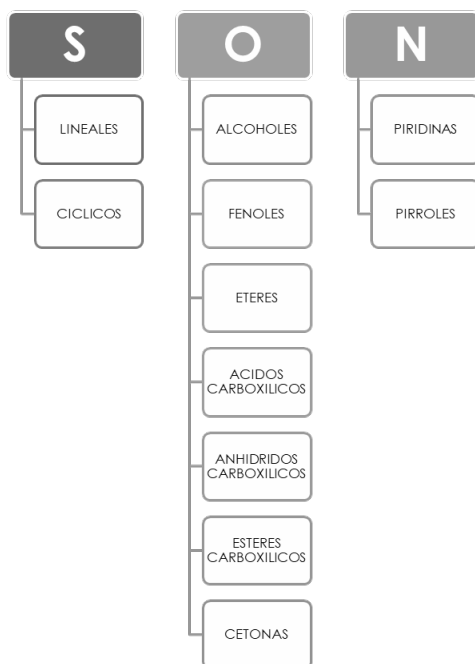 S
LINEALES
CICLICOS
O
ALCOHOLES
FENOLES
ETERES
ACIDOS
CARBOXILICOS
ANHIDRIDOS
CARBOXILICOS
ESTERES
CARBOXILICOS
CETONAS
N
PIRIDINAS
PIRROLES